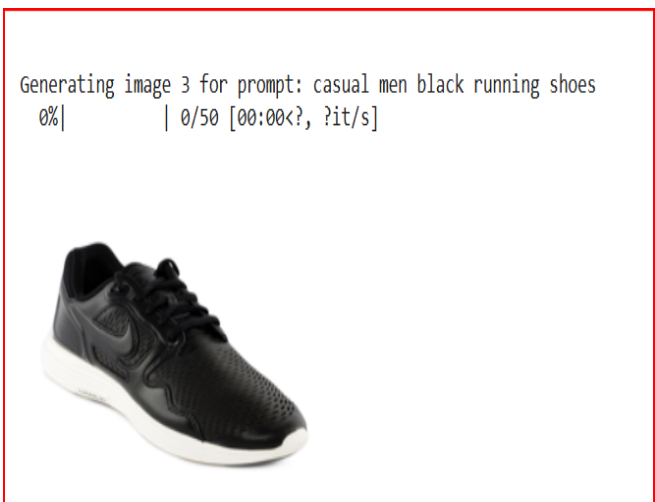 Generating image 3 for prompt: casual men black running shoes
0%|          | 0/50 [00:00<?, ?it/s]